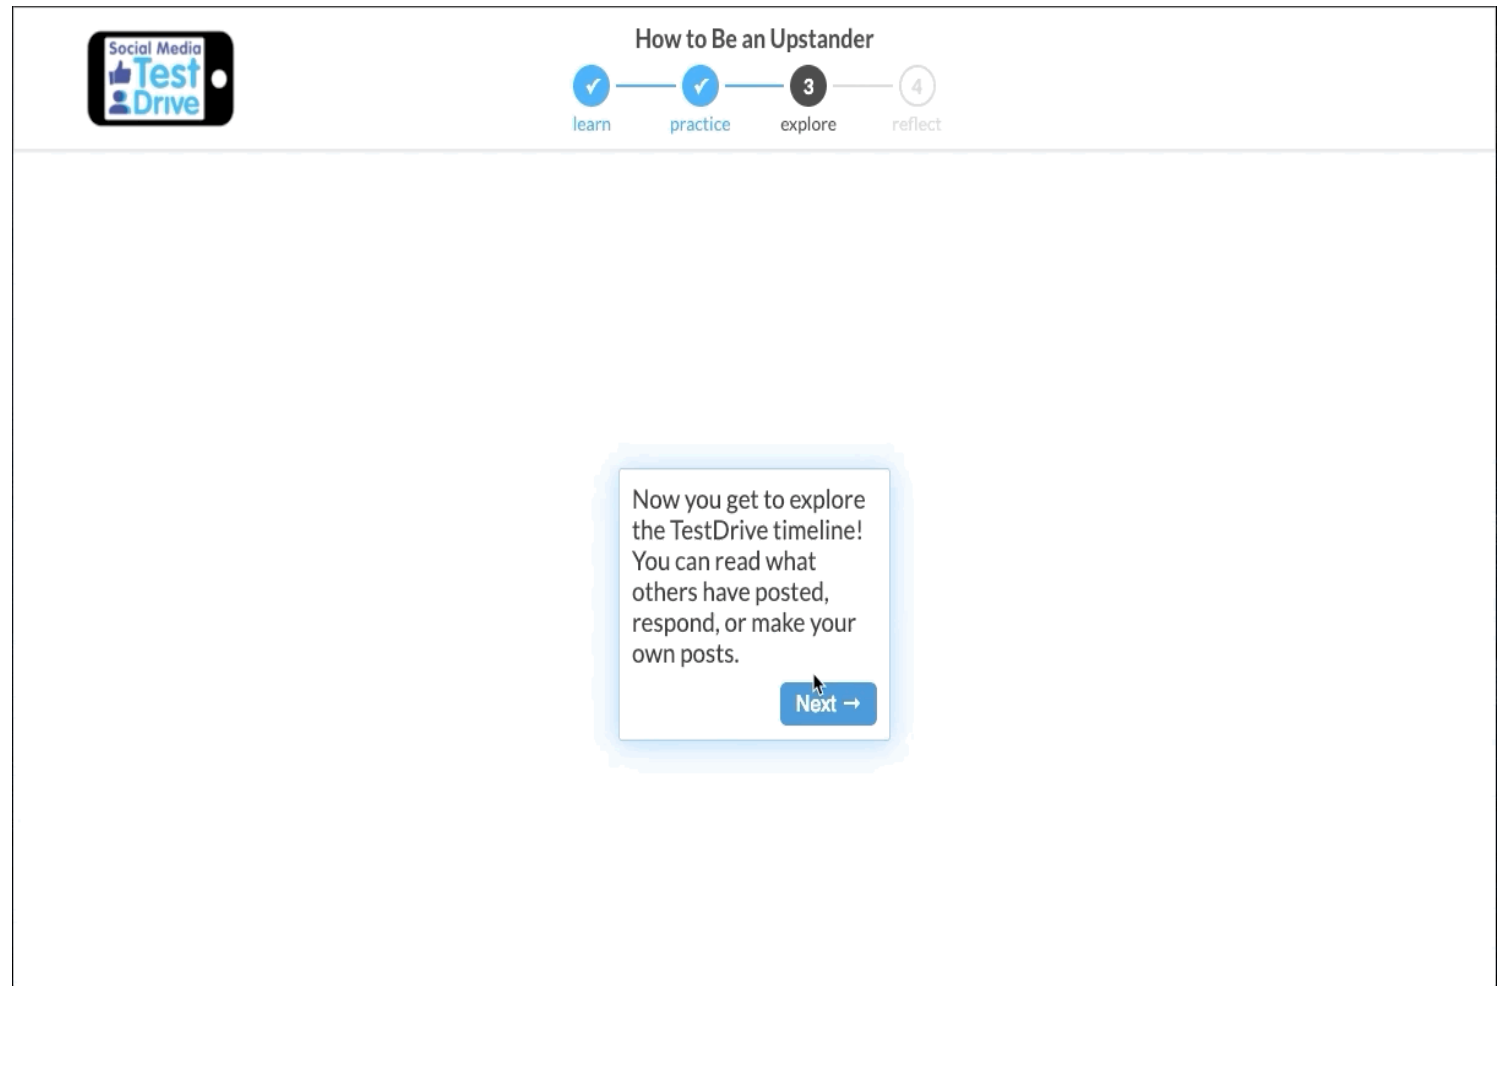 Social Media
Test
Drive
How to Be an Upstander
3
4
learn
practice
explore
reflect
Now you get to explore
the TestDrive timeline!
You can read what
others have posted,
respond, or make your
own posts.
Next →